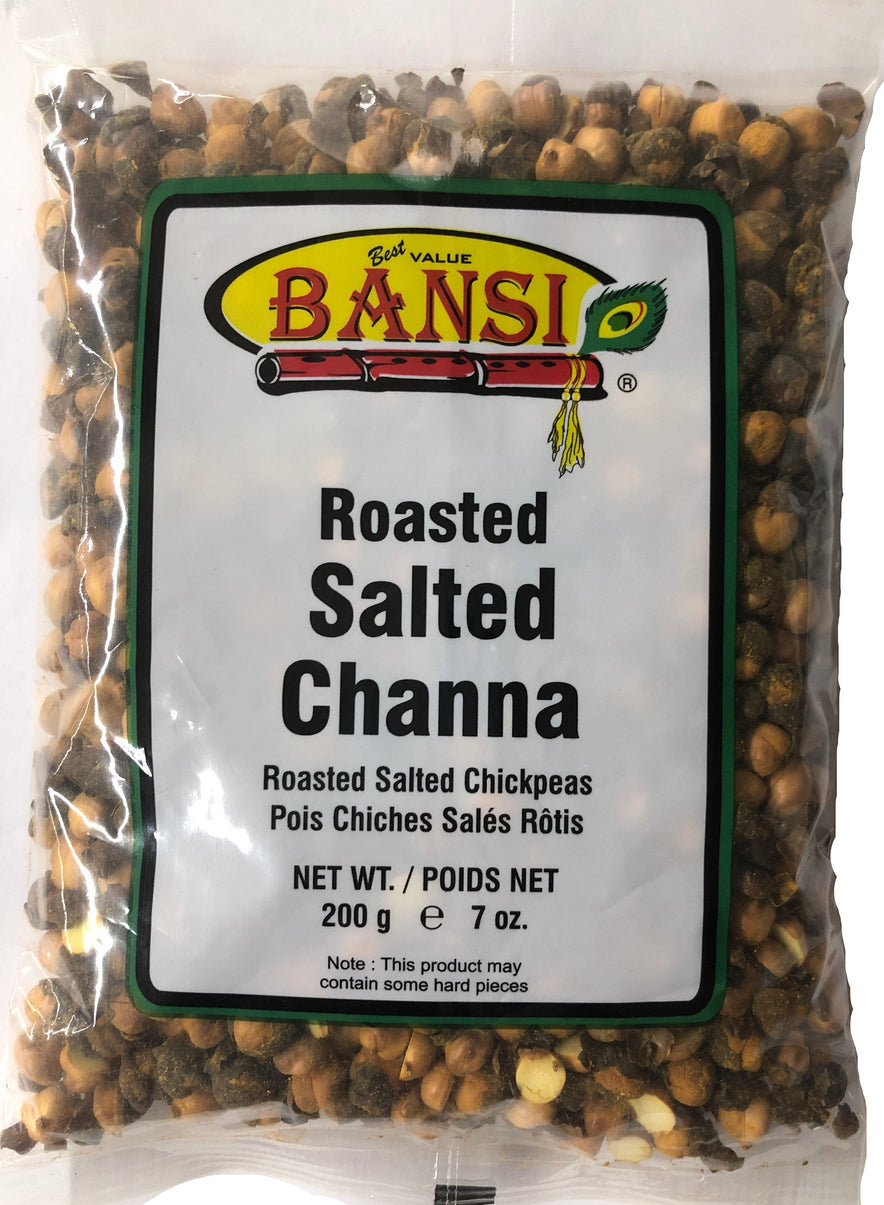 Best VALUE
BANSI
®
Roasted
Salted
Channa
Roasted Salted Chickpeas
Pois Chiches Salés Rôtis
NET WT. / POIDS NET
200 g ℮ 7 oz.
Note : This product may
contain some hard pieces